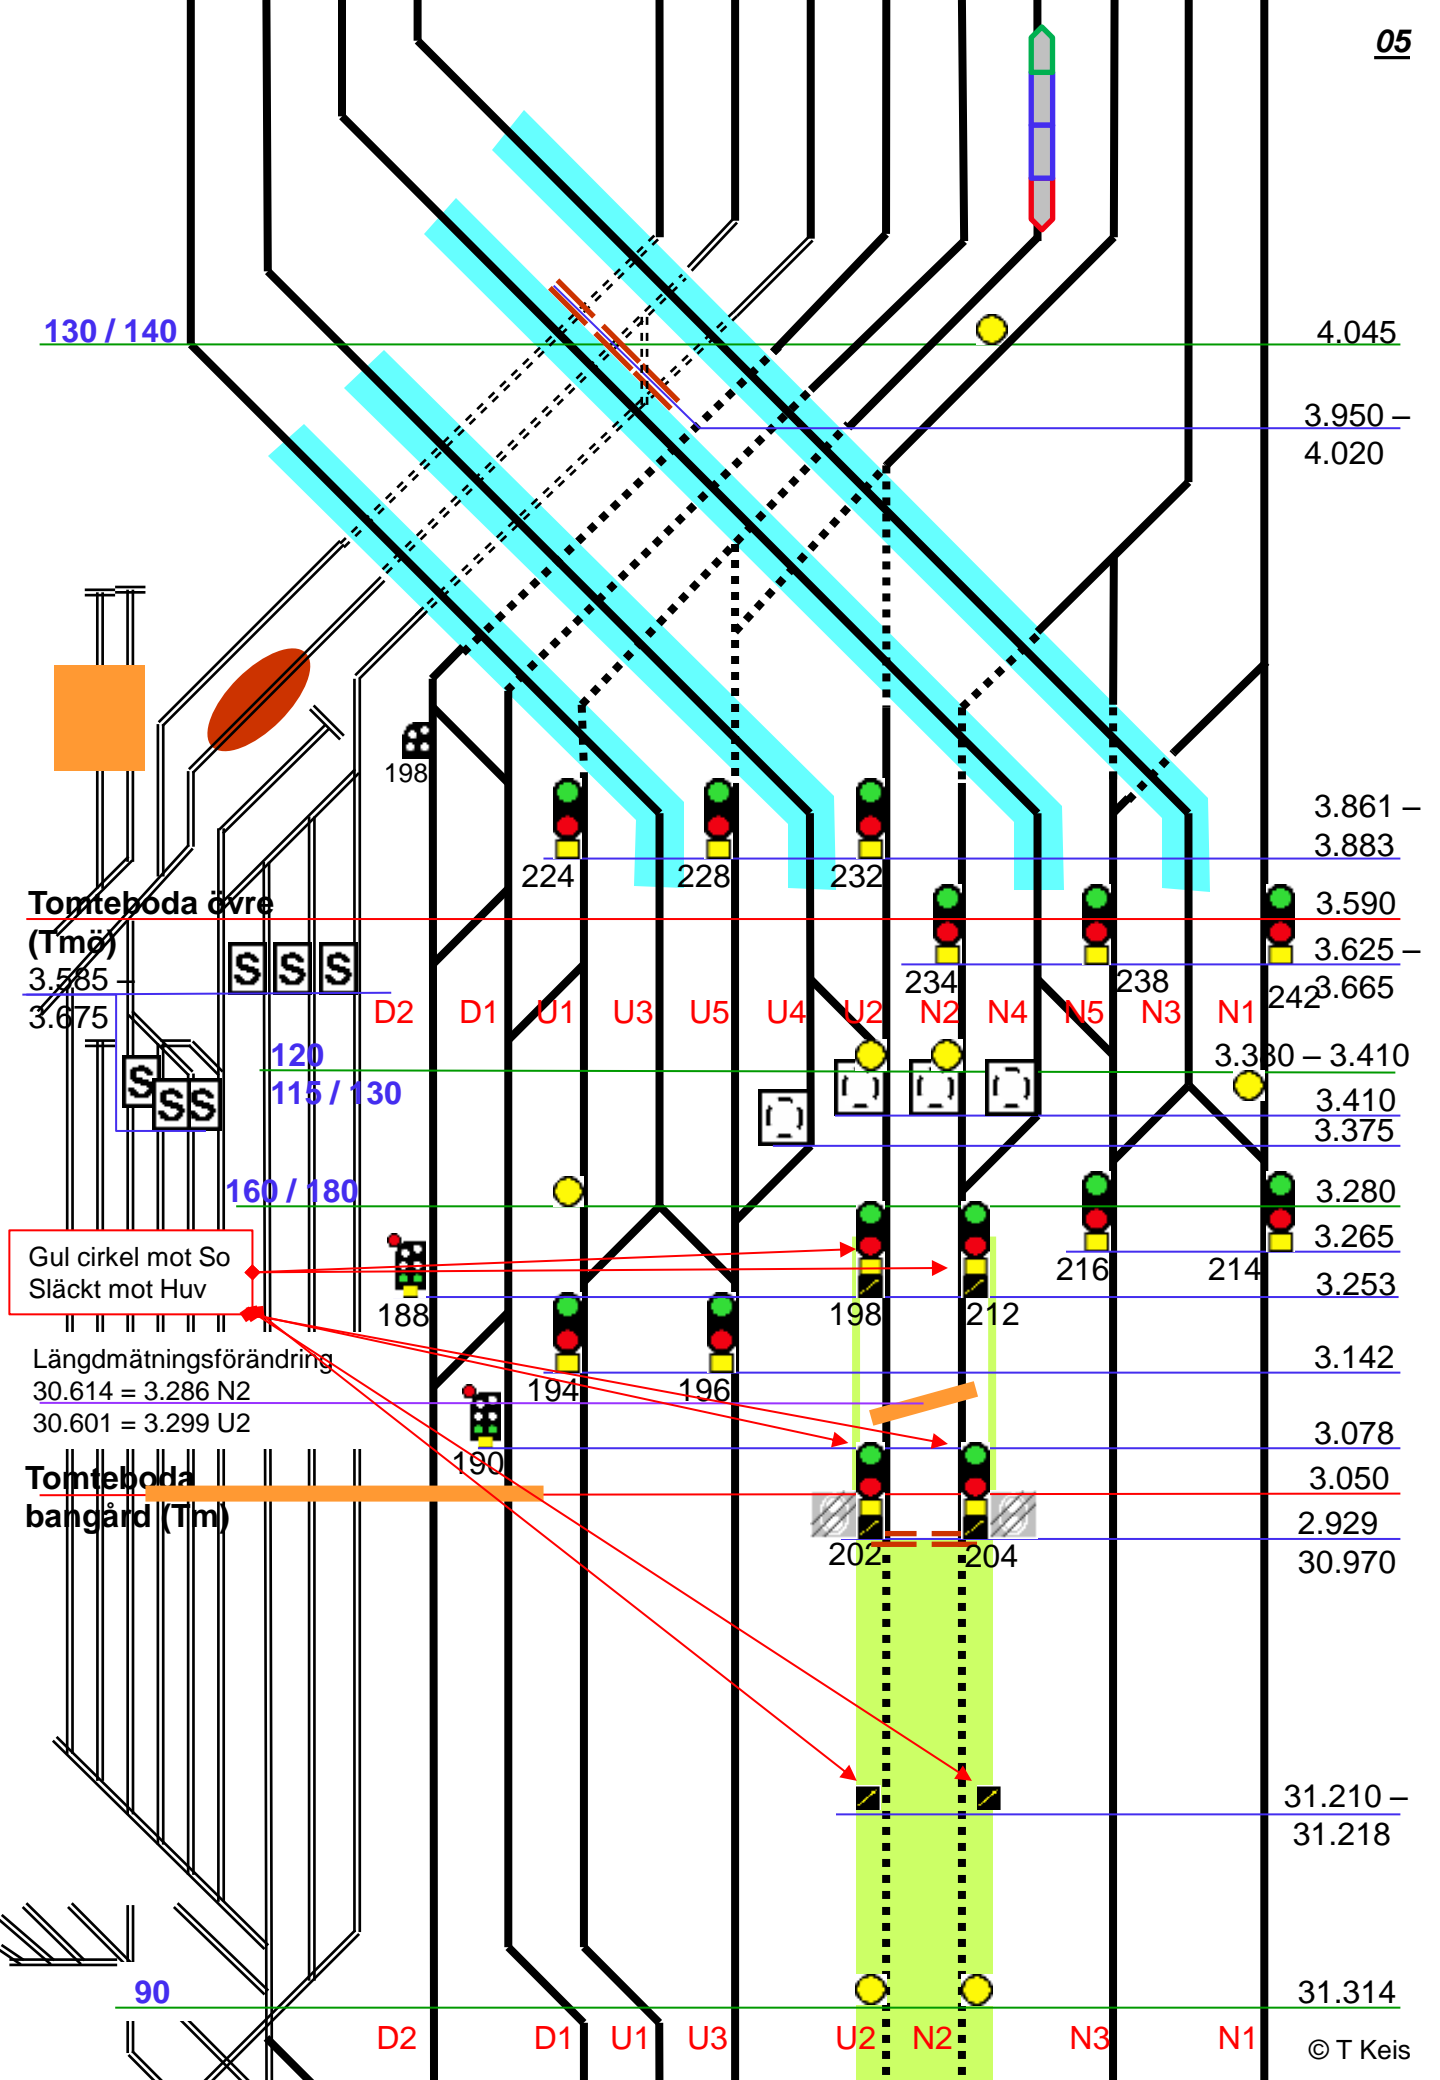 05
130 / 140
4.045
3.950 –
4.020
198
3.861 –
3.883
224
228
232
Tomteboda övre
(Tmö)
3.590
3.585 –
3.675
S S S
234
238
242
3.625 –
3.665
D2 D1 U1 U3 U5 U4 U2 N2 N4 N5 N3 N1
120
3.380 – 3.410
115 / 130
S
S S
3.410
3.375
160 / 180
3.280
Gul cirkel mot So
Släckt mot Huv
3.265
216
214
3.253
188
198
212
Längdmätningsförändring
30.614 = 3.286 N2
30.601 = 3.299 U2
3.142
194
196
3.078
190
Tomteboda
bangård (Tm)
3.050
2.929
30.970
202
204
31.210 –
31.218
90
31.314
D2 D1 U1 U3 U2 N2 N3 N1
© T Keis